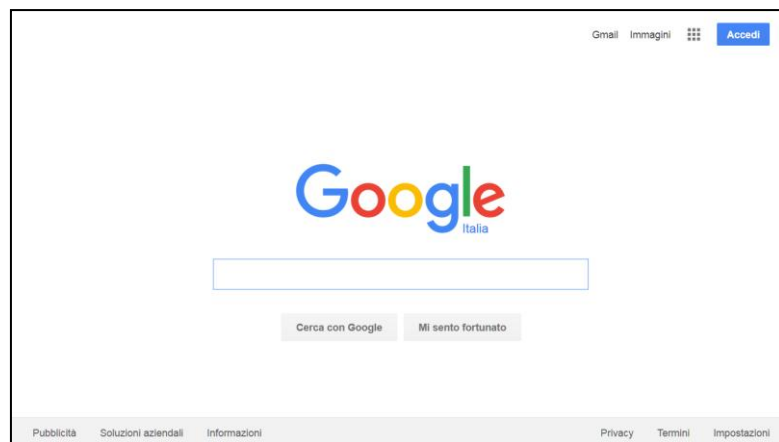 Gmail Immagini Accedi
Google
Italia
Cerca con Google Mi sento fortunato
Pubblicità Soluzioni aziendali Informazioni Privacy Termini Impostazioni